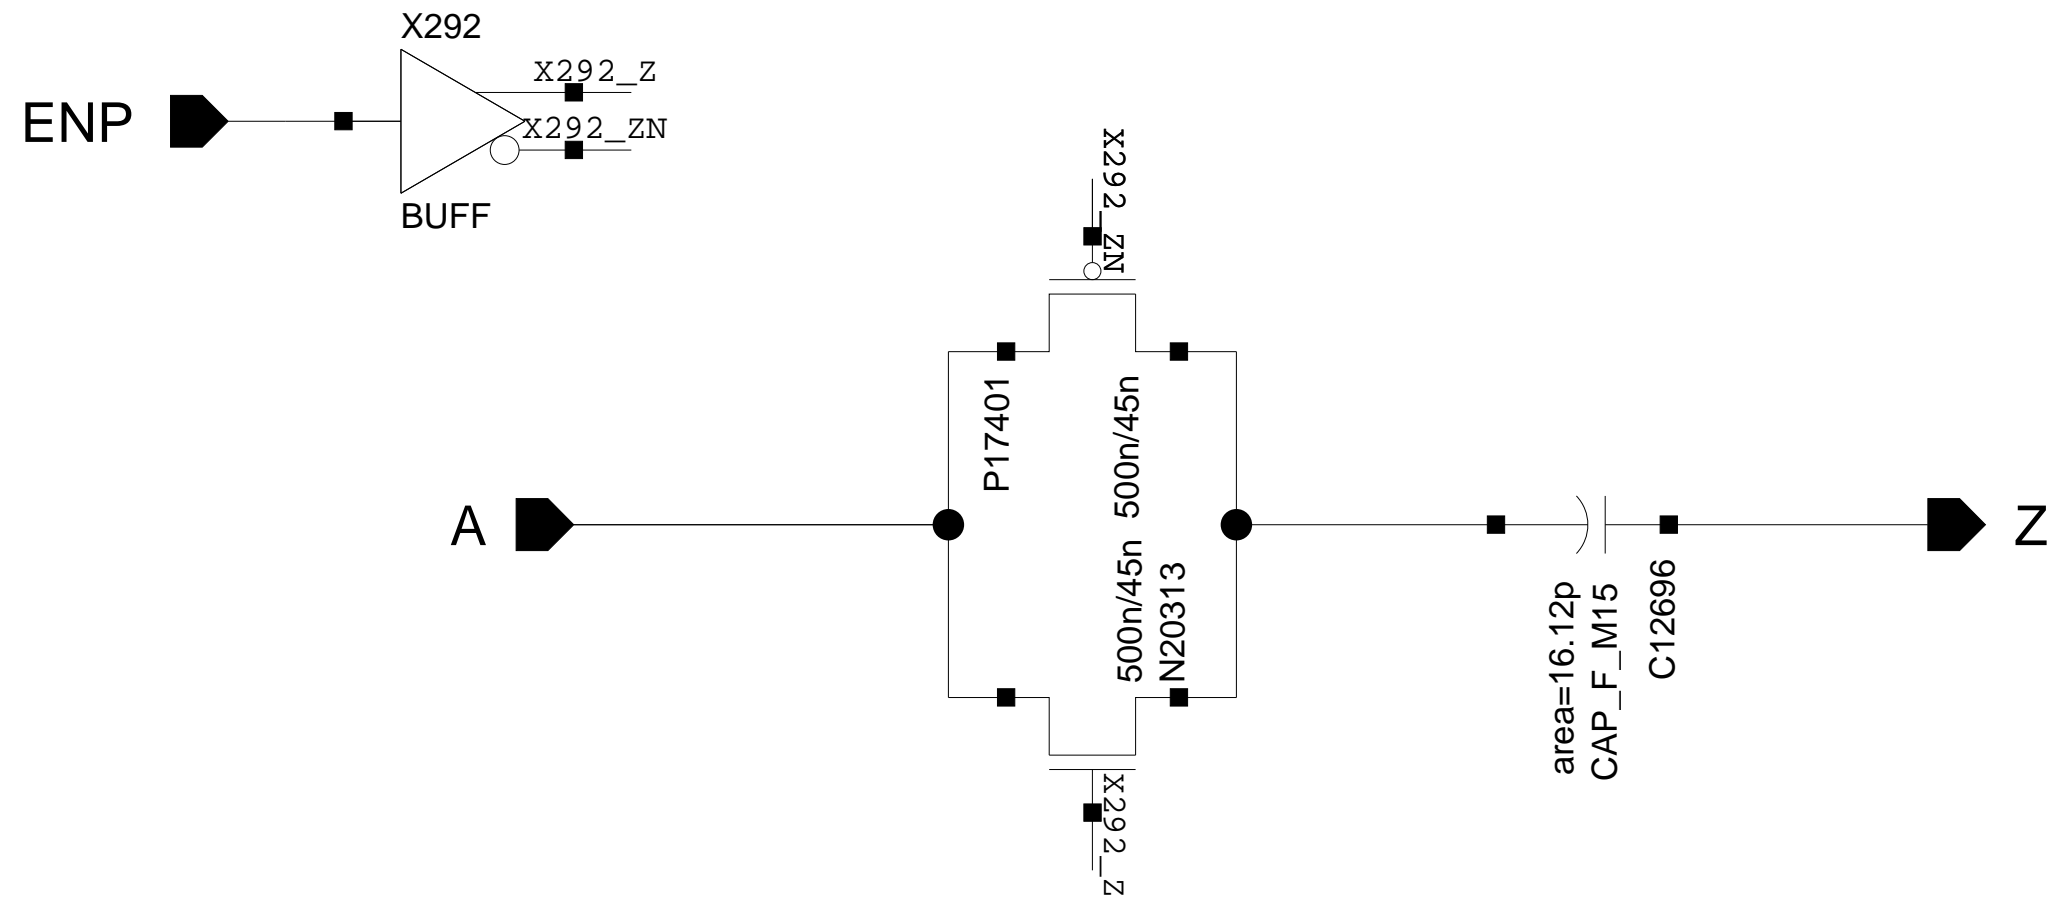 X292
X292_Z
ENP
X292_ZN
BUFF
X292_ZN
P17401
500n/45n
A
Z
500n/45n
N20313
area=16.12p
CAP_F_M15
C12696
X292_Z